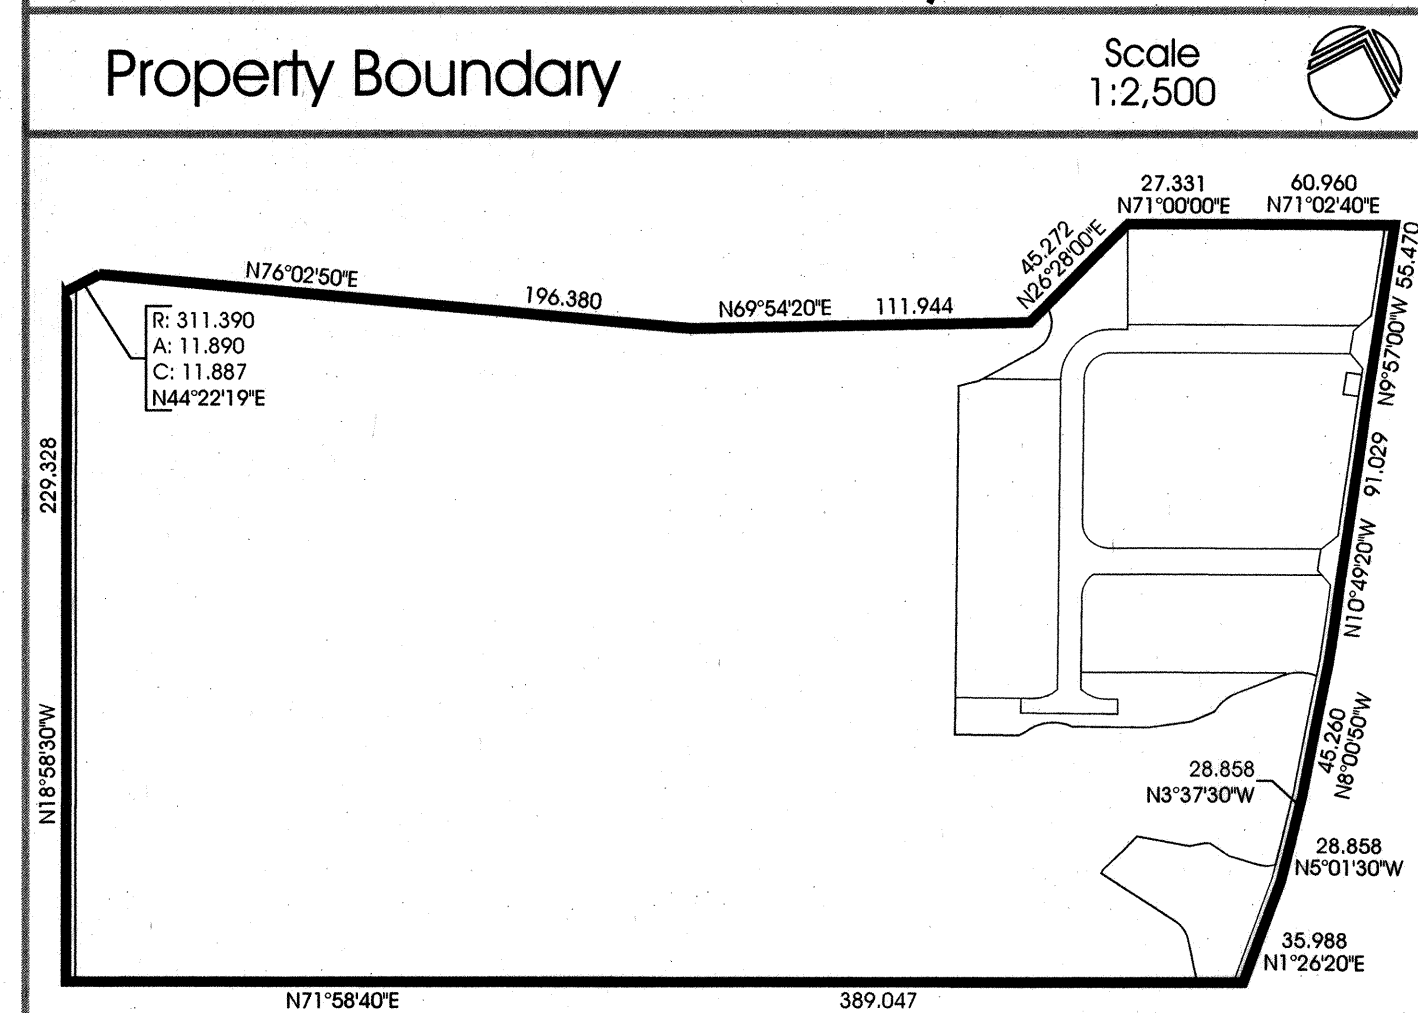 Property Boundary
Scale
1:2,500
27.331
N71°00'00"E
60.960
N71°02'40"E
45.272
N26°28'00"E
55.470
N9°57'00"W
N76°02'50"E
196.380
N69°54'20"E
111.944
R: 311.390
A: 11.890
C: 11.887
N44°22'19"E
229.328
N18°58'30"W
91.029
N10°49'20"W
45.260
N8°00'50"W
28.858
N3°37'30"W
28.858
N5°01'30"W
35.988
N1°26'20"E
N71°58'40"E
389.047